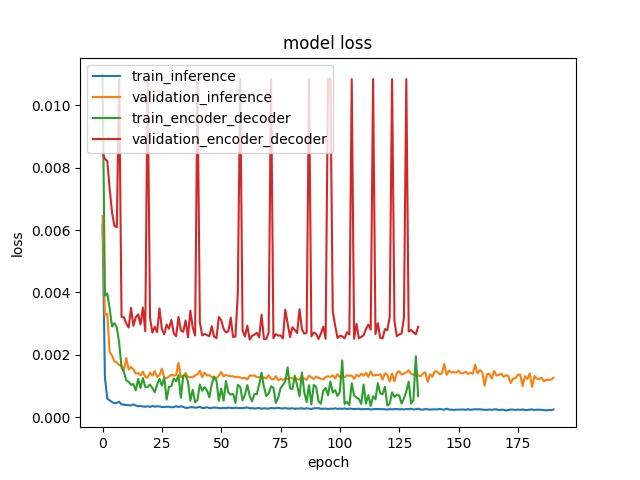 model loss
train_inference
validation_inference
train_encoder_decoder
validation_encoder_decoder
0.010
0.008
0.006
0.004
0.002
0.000
loss
0 25 50 75 100 125 150 175
epoch